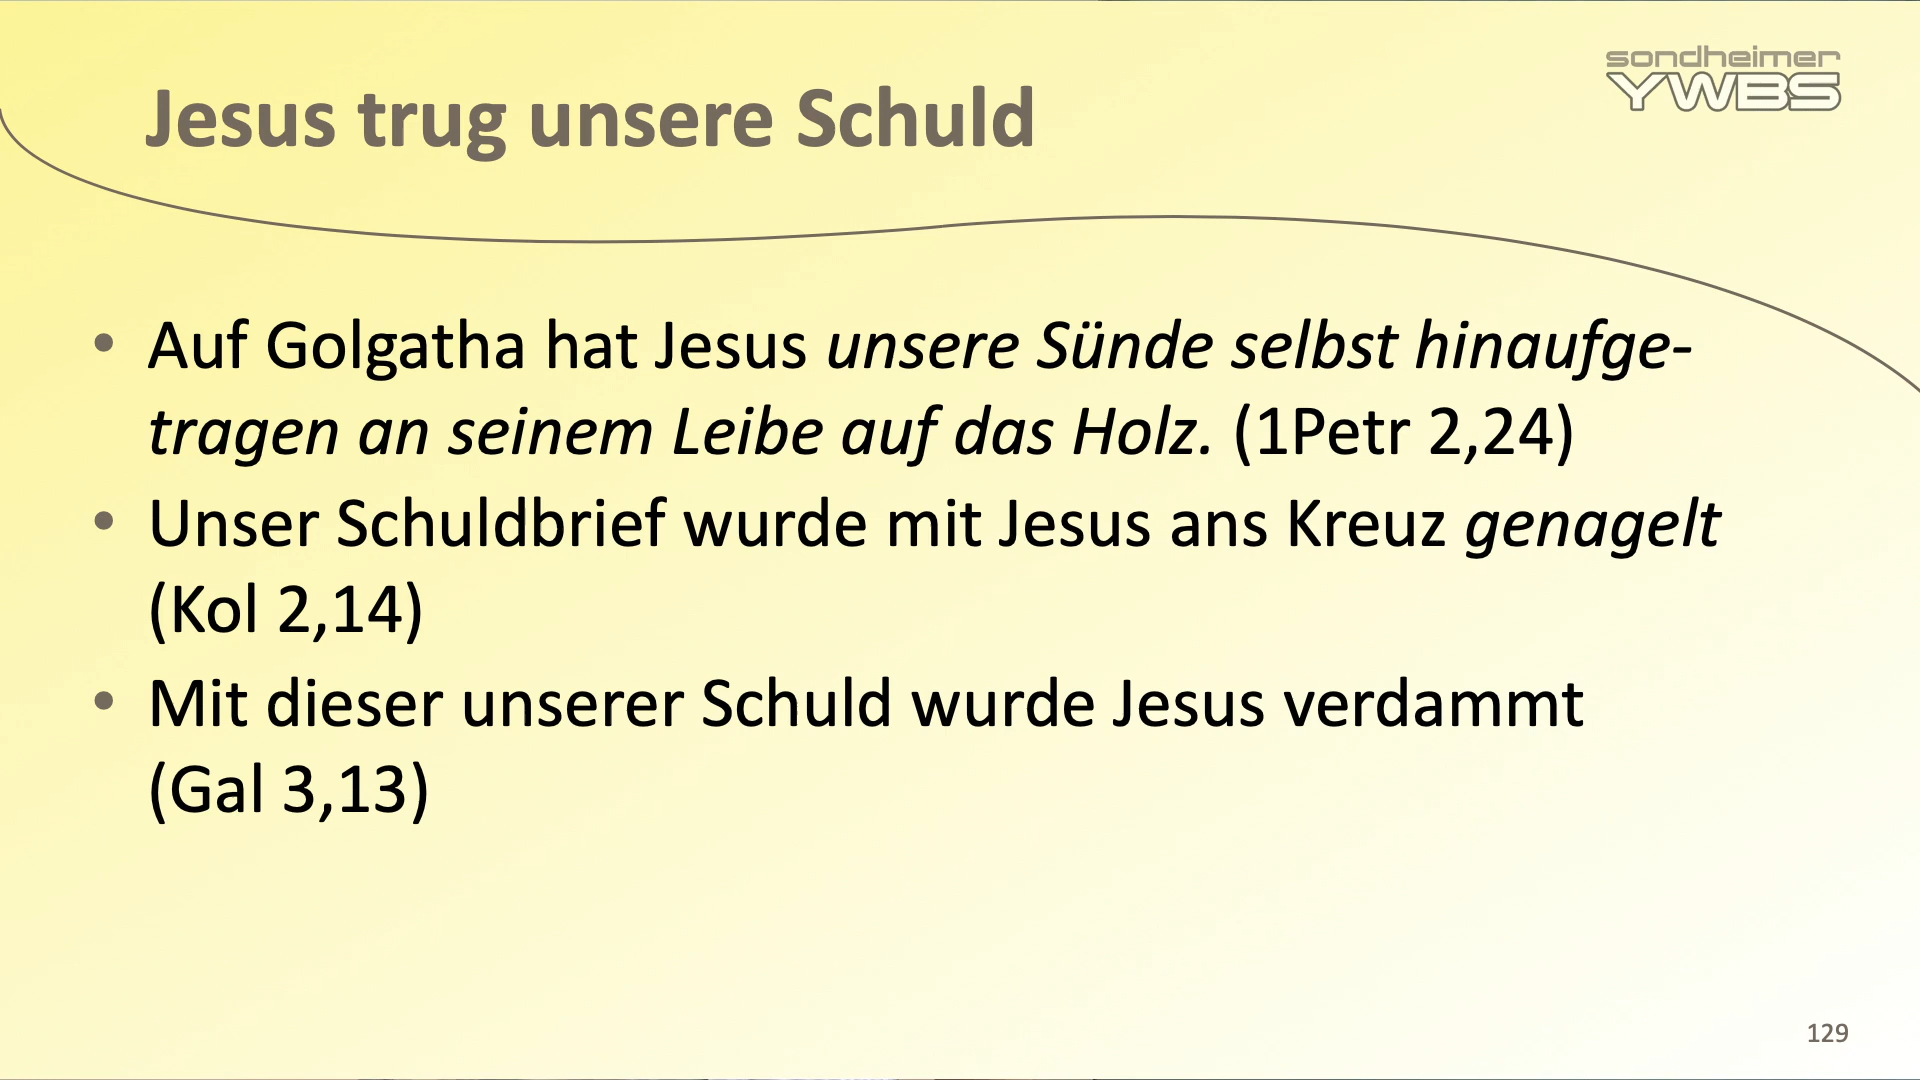 sondheimer
YWBS
Jesus trug unsere Schuld
• Auf Golgatha hat Jesus unsere Sünde selbst hinaufge-
tragen an seinem Leibe auf das Holz. (1Petr 2,24)
• Unser Schuldbrief wurde mit Jesus ans Kreuz genagelt
(Kol 2,14)
• Mit dieser unserer Schuld wurde Jesus verdammt
(Gal 3,13)
129